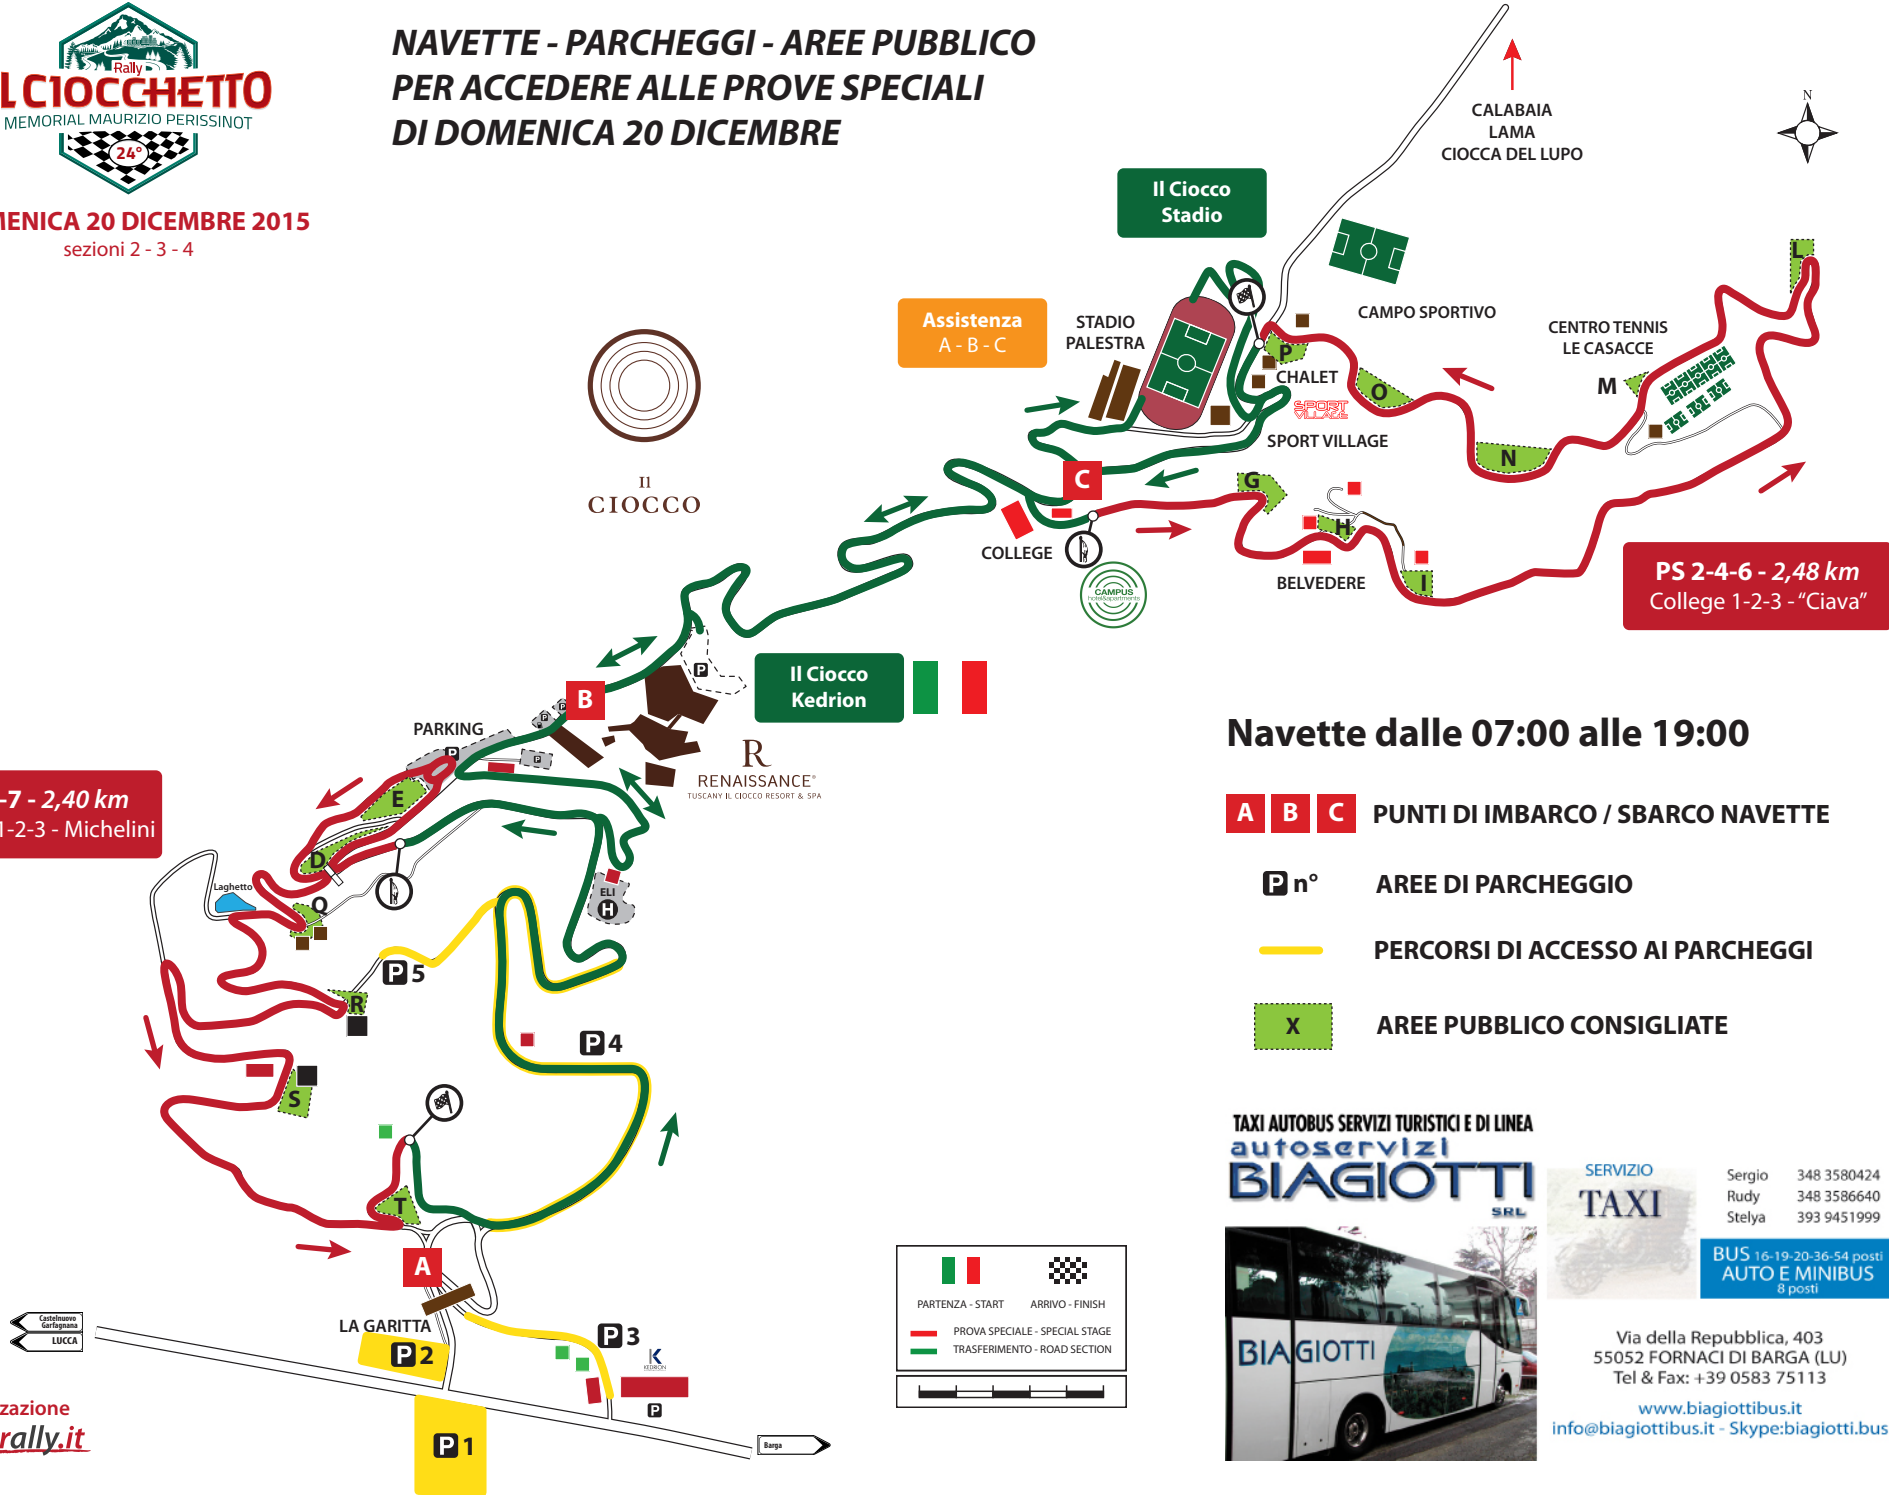 Rally
IL CIOCCHETTO
MEMORIAL MAURIZIO PERISSINOT
24°
MENICA 20 DICEMBRE 2015
sezioni 2 - 3 - 4
NAVETTE - PARCHEGGI - AREE PUBBLICO
PER ACCEDERE ALLE PROVE SPECIALI
DI DOMENICA 20 DICEMBRE
CALABAIA
LAMA
CIOCCA DEL LUPO
N
Il Ciocco
Stadio
Assistenza
A - B - C
STADIO
PALESTRA
CAMPO SPORTIVO
CENTRO TENNIS
LE CASACCE
L
M
P
CHALET
O
SPORT
VILLAGE
SPORT VILLAGE
N
Il
CIOCCO
C
G
H
I
COLLEGE
BELVEDERE
CAMPUS
hotel&apartments
PS 2-4-6 - 2,48 km
College 1-2-3 - “Ciava”
P
Il Ciocco
Kedrion
B
P
P
PARKING
P
P
R
RENAISSANCE®
TUSCANY IL CIOCCO RESORT & SPA
-7 - 2,40 km
1-2-3 - Michelini
E
D
Laghetto
Q
ELI
H
P 5
R
P 4
S
T
A
LA GARITTA
P 2
P 3
KEDRION
P
P 1
Castelnuovo
Garfagnana
LUCCA
Barga
zazione
rally.it
Navette dalle 07:00 alle 19:00
A B C PUNTI DI IMBARCO / SBARCO NAVETTE
P n° AREE DI PARCHEGGIO
PERCORSI DI ACCESSO AI PARCHEGGI
X AREE PUBBLICO CONSIGLIATE
PARTENZA - START ARRIVO - FINISH
PROVA SPECIALE - SPECIAL STAGE
TRASFERIMENTO - ROAD SECTION
TAXI AUTOBUS SERVIZI TURISTICI E DI LINEA
autoservizi
BIAGIOTTI
SRL
BIAGIOTTI
SERVIZIO
TAXI
Sergio 348 3580424
Rudy 348 3586640
Stelya 393 9451999
BUS 16-19-20-36-54 posti
AUTO E MINIBUS
8 posti
Via della Repubblica, 403
55052 FORNACI DI BARGA (LU)
Tel & Fax: +39 0583 75113
www.biagiottibus.it
info@biagiottibus.it - Skype:biagiotti.bus